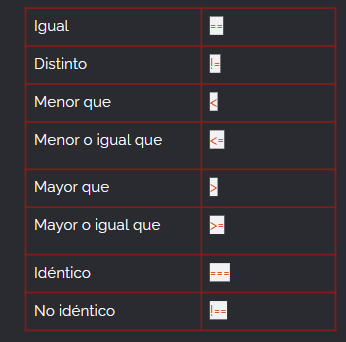 Igual ==
Distinto !=
Menor que <
Menor o igual que <=
Mayor que >
Mayor o igual que >=
Idéntico ===
No idéntico !==